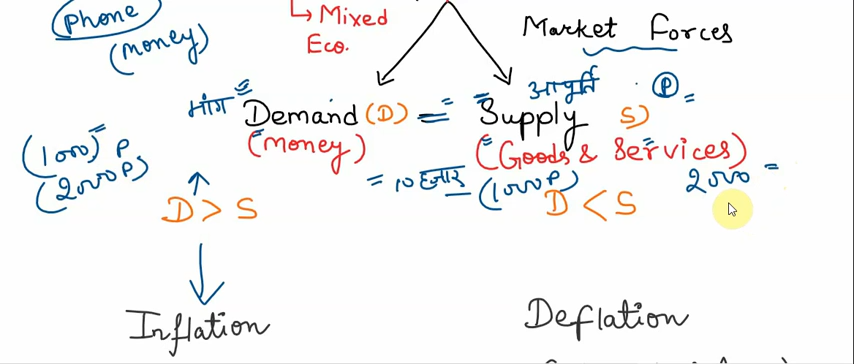 Phone
(money)
↳ Mixed
Eco.
Market Forces
मांग
आपूर्ति
P =
Demand (D) =
Supply S)
(Money)
(Goods & Services)
(1000) P
(2000 P)
= १० हजार
(1000 P)
2000 =
D > S
D < S
Inflation
Deflation